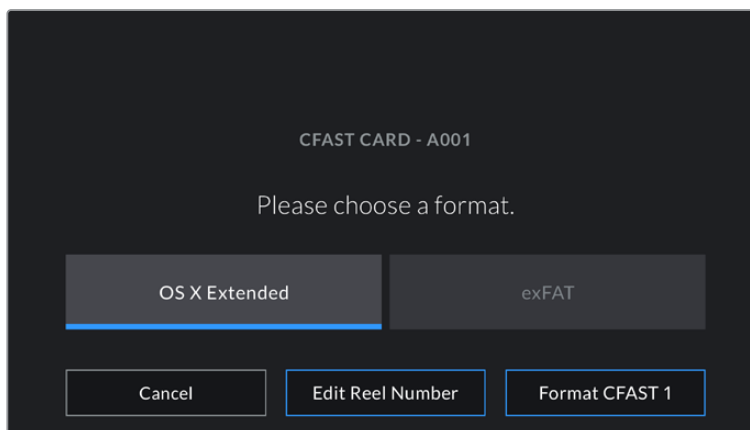 CFAST CARD - A001
Please choose a format.
OS X Extended exFAT
Cancel Edit Reel Number Format CFAST 1